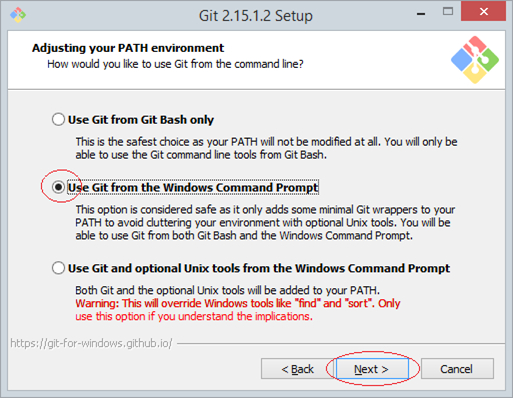 Git 2.15.1.2 Setup
Adjusting your PATH environment
How would you like to use Git from the command line?
Use Git from Git Bash only
This is the safest choice as your PATH will not be modified at all. You will only be
able to use the Git command line tools from Git Bash.
Use Git from the Windows Command Prompt
This option is considered safe as it only adds some minimal Git wrappers to your
PATH to avoid cluttering your environment with optional Unix tools. You will be
able to use Git from both Git Bash and the Windows Command Prompt.
Use Git and optional Unix tools from the Windows Command Prompt
Both Git and the optional Unix tools will be added to your PATH.
Warning: This will override Windows tools like "find" and "sort". Only
use this option if you understand the implications.
https://git-for-windows.github.io/
< Back Next > Cancel